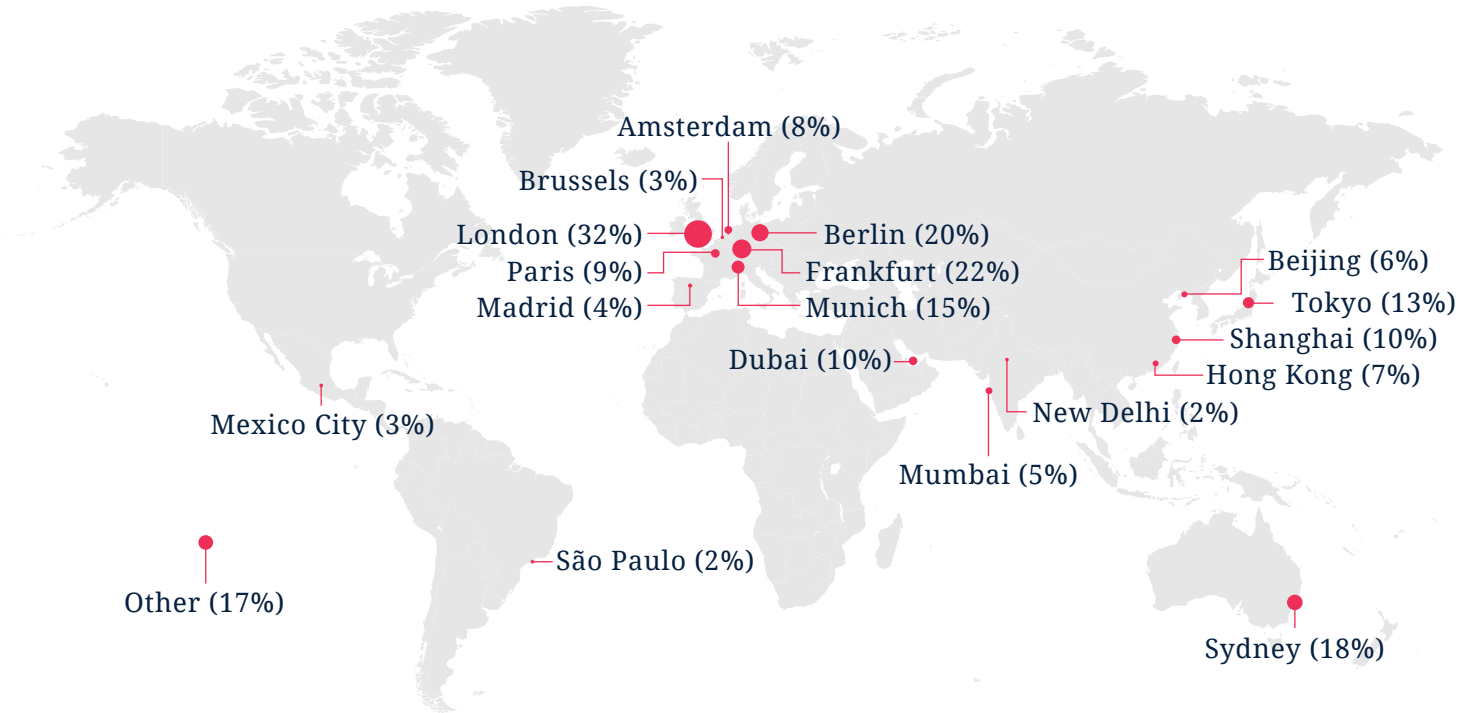 Amsterdam (8%)
Brussels (3%)
London (32%)
Berlin (20%)
Paris (9%)
Frankfurt (22%)
Beijing (6%)
Madrid (4%)
Munich (15%)
Tokyo (13%)
Shanghai (10%)
Dubai (10%)
Hong Kong (7%)
New Delhi (2%)
Mexico City (3%)
Mumbai (5%)
São Paulo (2%)
Other (17%)
Sydney (18%)